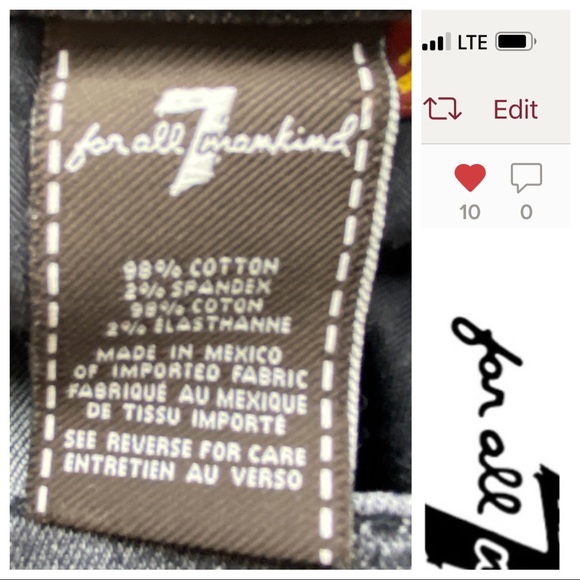 for all 7 mankind
98% COTTON
2% SPANDEX
98% COTON
2% ELASTHANNE
MADE IN MEXICO
OF IMPORTED FABRIC
FABRIQUÉ AU MEXIQUE
DE TISSU IMPORTÉ
SEE REVERSE FOR CARE
ENTRETIEN AU VERSO
LTE
Edit
10 0
for all 7